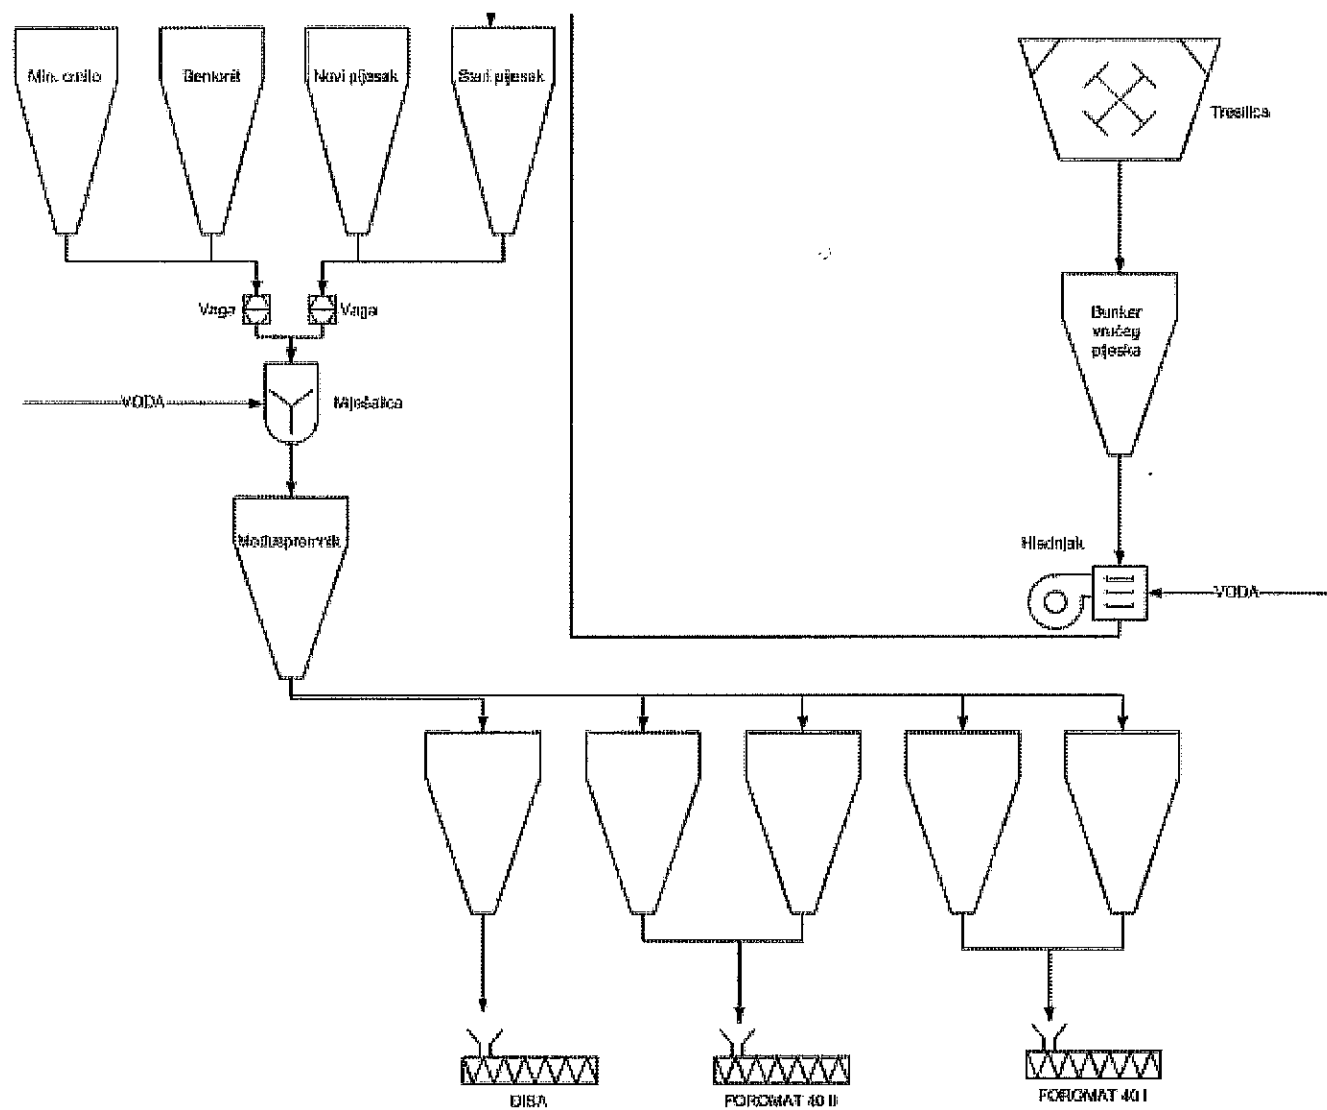 Min. crnilo
Bentonit
Novi pijesak
Stari pijesak
Tresilica
Vaga
Vaga
Bunker
vrućeg
pijeska
VODA
Mješalica
Međuspremnik
Hladnjak
VODA
DISA
FOROMAT 40 II
FOROMAT 40 I